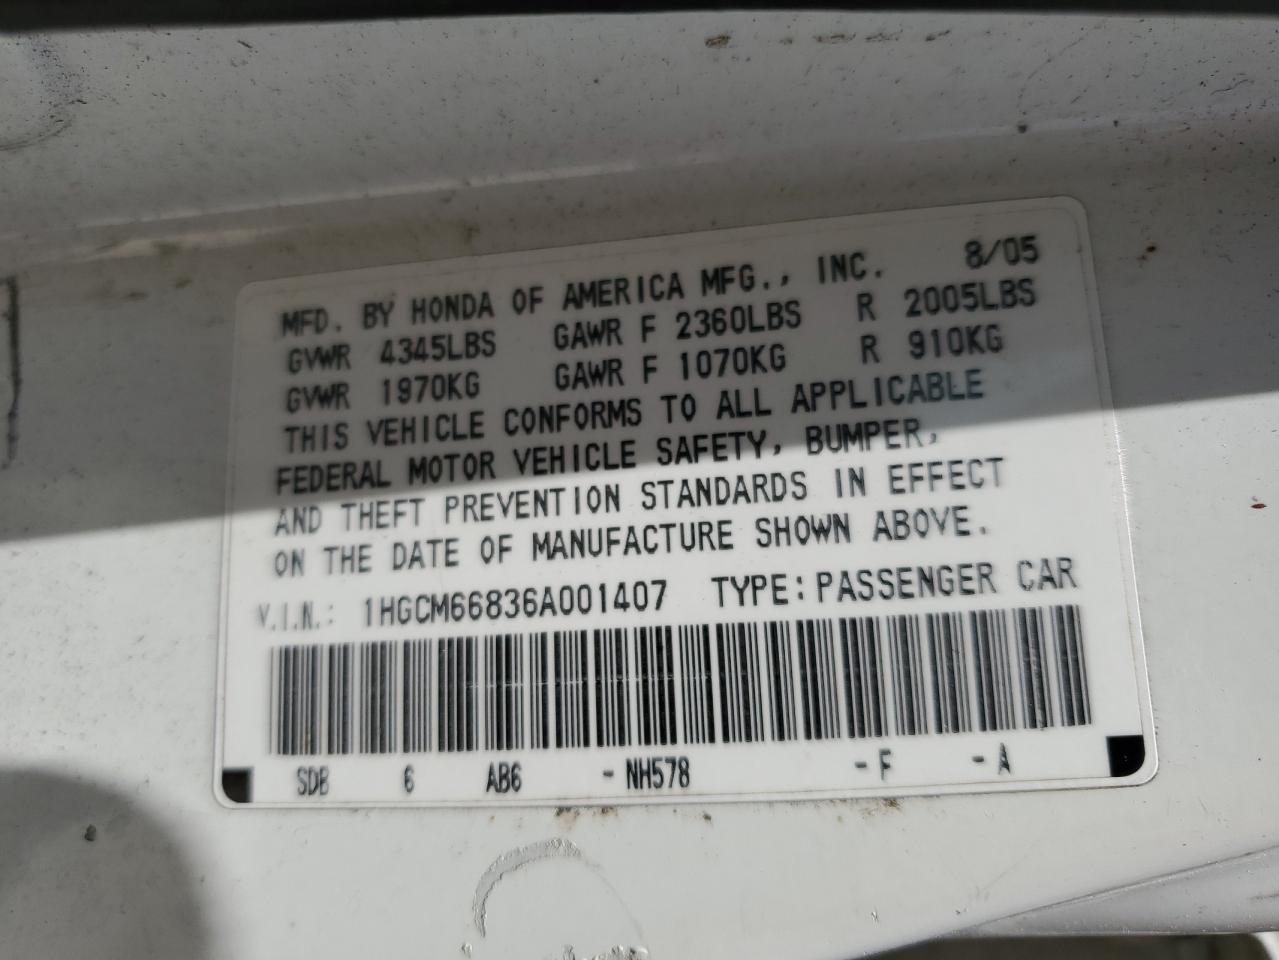 MFD. BY HONDA OF AMERICA MFG., INC. 8/05
GVWR 4345LBS GAWR F 2360LBS R 2005LBS
GVWR 1970KG GAWR F 1070KG R 910KG
THIS VEHICLE CONFORMS TO ALL APPLICABLE
FEDERAL MOTOR VEHICLE SAFETY, BUMPER,
AND THEFT PREVENTION STANDARDS IN EFFECT
ON THE DATE OF MANUFACTURE SHOWN ABOVE.
V.I.N.: 1HGCM66836A001407 TYPE: PASSENGER CAR
SDB 6 AB6 -NH578 -F -A